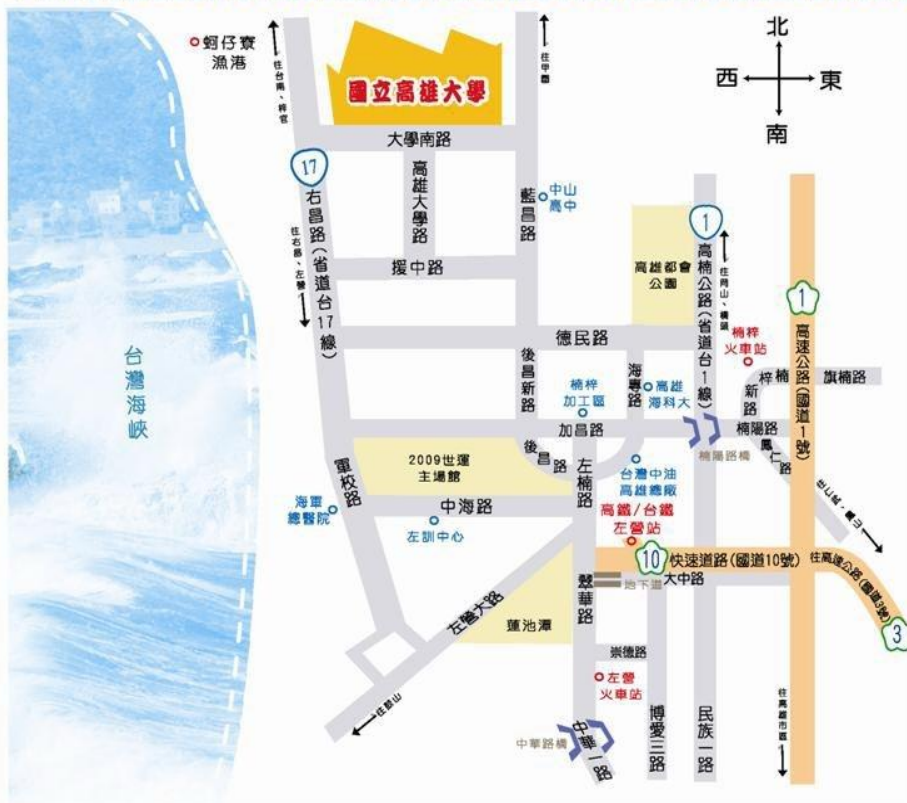 北
西
東
南
蚵仔寮
漁港
往台南、梓官
往甲圍
國立高雄大學
大學南路
17
右昌路(省道台17線)
往右昌、左營
高雄大學路
藍昌路
中山
高中
援中路
高雄都會
公園
1
高楠公路(省道台1線)
往岡山、橋頭
1
高速公路(國道1號)
德民路
楠梓
火車站
台灣海峽
後昌新路
楠梓
加工區
海專路
高雄
海科大
梓楠
新路
旗楠路
加昌路
楠陽路
楠陽路橋
鳳仁路
後昌路
左楠路
2009世運
主場館
台灣中油
高雄總廠
軍校路
海軍
總醫院
中海路
左訓中心
高鐵/台鐵
左營站
往仁武、鳳山
10
快速道路(國道10號)
往高速公路(國道3號)
3
地下道
大中路
翠華路
左營大路
蓮池潭
崇德路
左營
火車站
往鼓山
中華路橋
中華一路
博愛三路
民族一路
往高雄市區